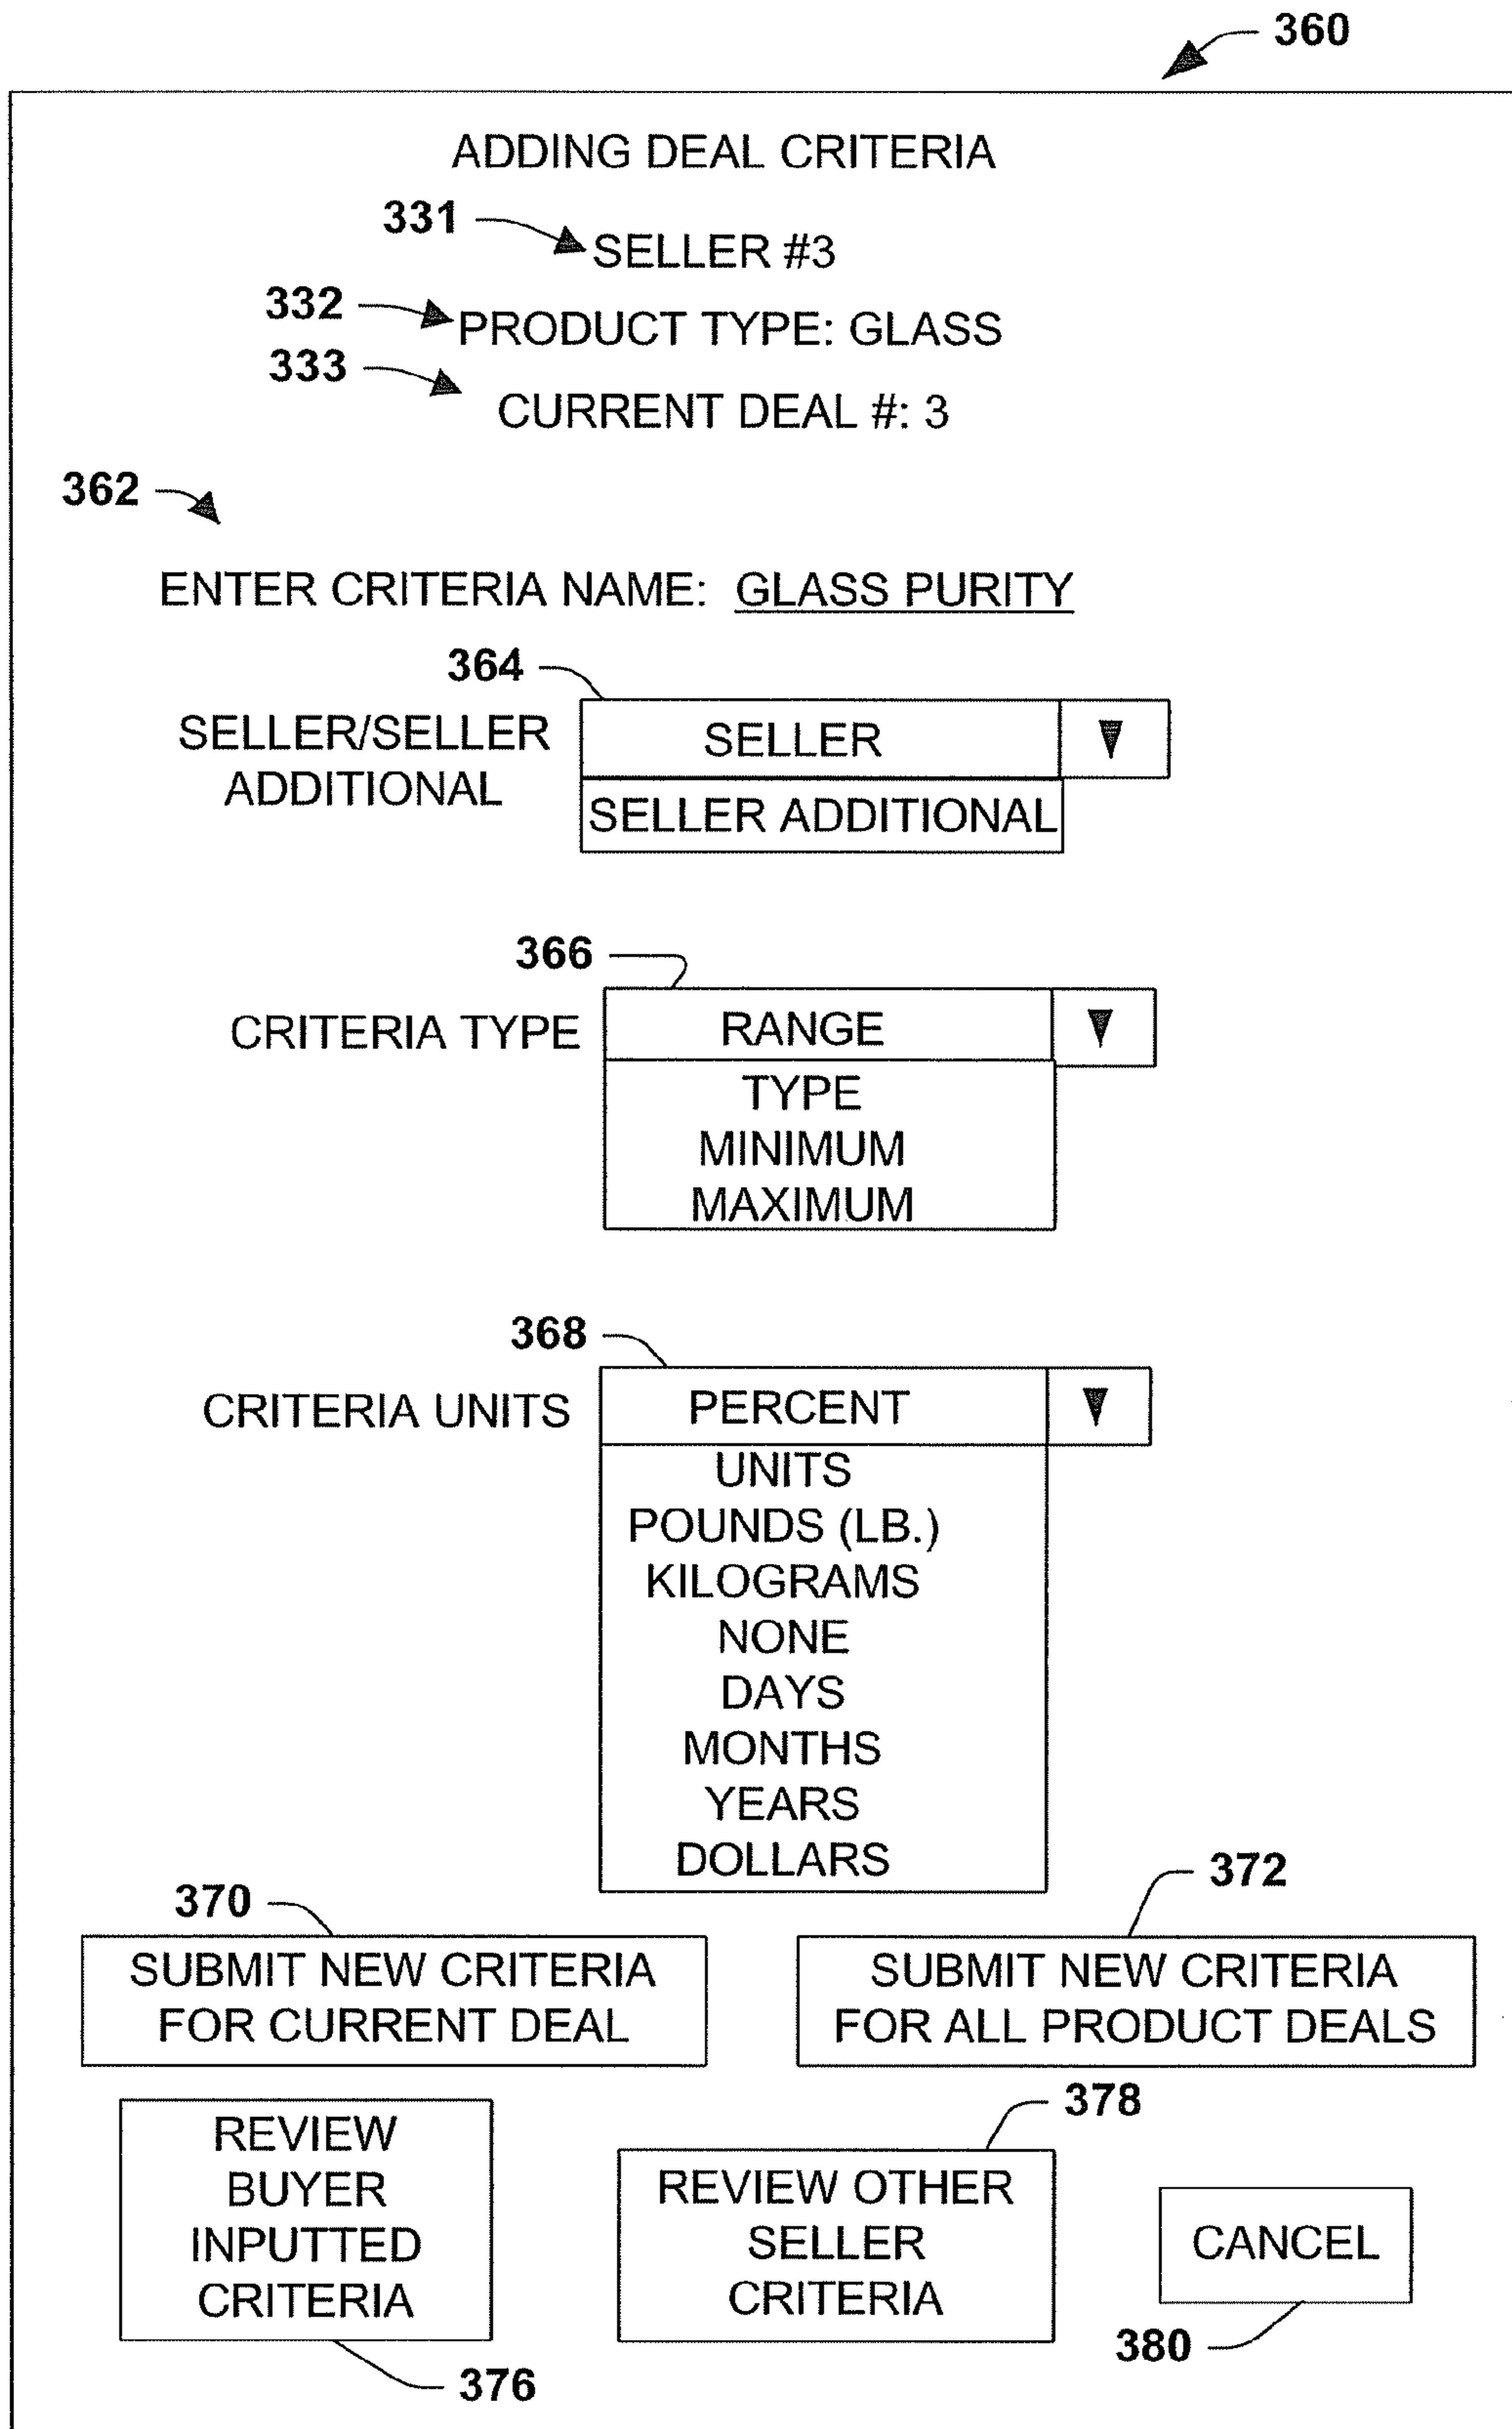 360
ADDING DEAL CRITERIA
331
SELLER #3
332
PRODUCT TYPE: GLASS
333
CURRENT DEAL #: 3
362
ENTER CRITERIA NAME: GLASS PURITY
364
SELLER/SELLER
ADDITIONAL
SELLER
SELLER ADDITIONAL
366
CRITERIA TYPE
RANGE
TYPE
MINIMUM
MAXIMUM
368
CRITERIA UNITS
PERCENT
UNITS
POUNDS (LB.)
KILOGRAMS
NONE
DAYS
MONTHS
YEARS
DOLLARS
370
SUBMIT NEW CRITERIA
FOR CURRENT DEAL
372
SUBMIT NEW CRITERIA
FOR ALL PRODUCT DEALS
REVIEW
BUYER
INPUTTED
CRITERIA
376
378
REVIEW OTHER
SELLER
CRITERIA
CANCEL
380